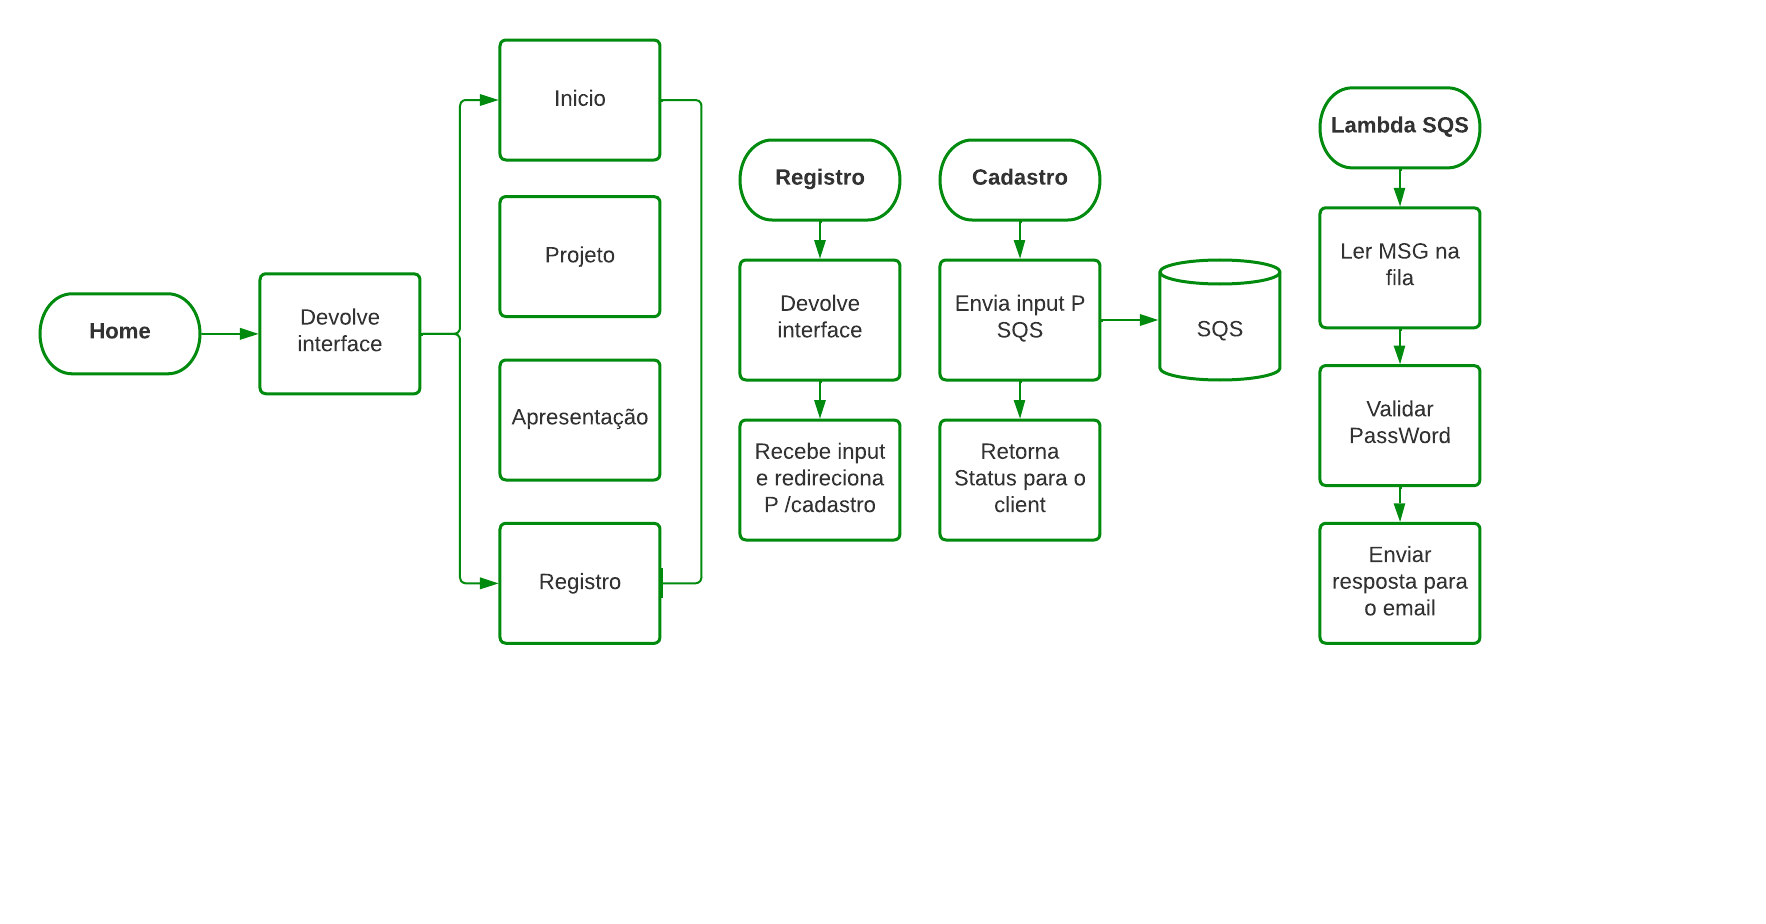 Home
Devolve
interface
Inicio
Projeto
Apresentação
Registro
Registro
Devolve
interface
Recebe input
e redireciona
P /cadastro
Cadastro
Envia input P
SQS
Retorna
Status para o
client
SQS
Lambda SQS
Ler MSG na
fila
Validar
PassWord
Enviar
resposta para
o email